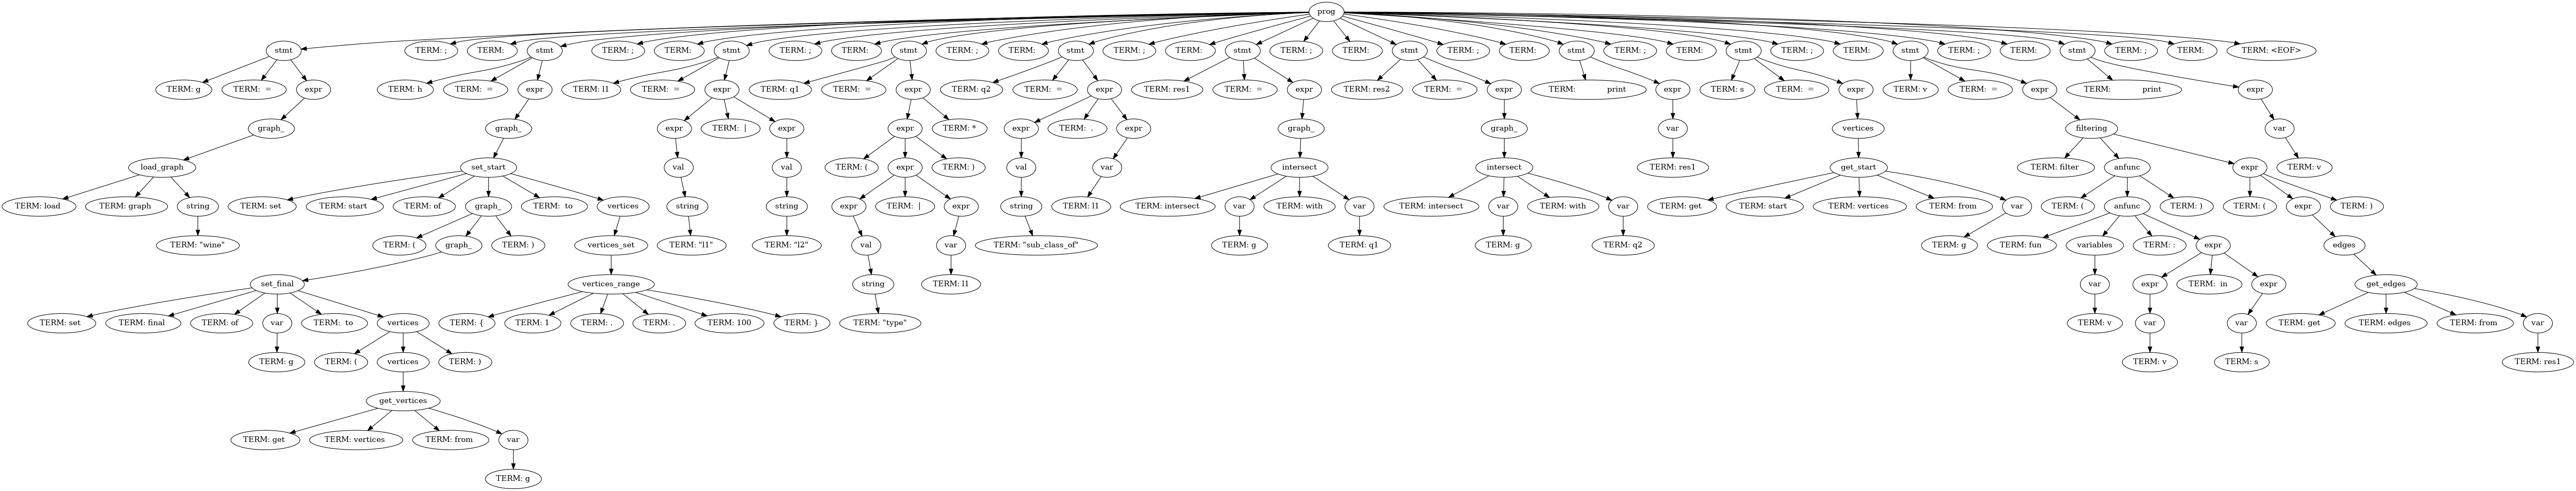 prog
stmt TERM: ; TERM: stmt TERM: ; TERM: stmt TERM: ; TERM: stmt TERM: ; TERM: stmt TERM: ; TERM: stmt TERM: ; TERM: stmt TERM: ; TERM: stmt TERM: ; TERM: stmt TERM: ; TERM: stmt TERM: ; TERM: stmt TERM: ; TERM: TERM: <EOF>
TERM: g TERM: = expr TERM: h TERM: = expr TERM: l1 TERM: = expr TERM: q1 TERM: = expr TERM: q2 TERM: = expr TERM: res1 TERM: = expr TERM: res2 TERM: = expr TERM: print expr TERM: s TERM: = expr TERM: v TERM: = expr TERM: print expr
graph_ graph_ expr TERM: | expr expr TERM: * expr TERM: . expr graph_ graph_ var vertices filtering var
load_graph set_start val val TERM: ( expr TERM: ) val var intersect intersect TERM: res1 get_start TERM: filter anfunc expr TERM: v
TERM: load TERM: graph string TERM: set TERM: start TERM: of graph_ TERM: to vertices string string expr TERM: | expr string TERM: l1 TERM: intersect var TERM: with var TERM: intersect var TERM: with var TERM: get TERM: start TERM: vertices TERM: from var TERM: ( anfunc TERM: ) TERM: ( expr TERM: )
TERM: "wine" TERM: ( graph_ TERM: ) vertices_set TERM: "l1" TERM: "l2" val var TERM: "sub_class_of" TERM: g TERM: q1 TERM: g TERM: q2 TERM: g TERM: fun variables TERM: : expr edges
set_final vertices_range string TERM: l1 var expr TERM: in expr get_edges
TERM: set TERM: final TERM: of var TERM: to vertices TERM: { TERM: 1 TERM: . TERM: . TERM: 100 TERM: } TERM: "type" TERM: v var var TERM: get TERM: edges TERM: from var
TERM: g TERM: ( vertices TERM: ) TERM: v TERM: s TERM: res1
get_vertices
TERM: get TERM: vertices TERM: from var
TERM: g